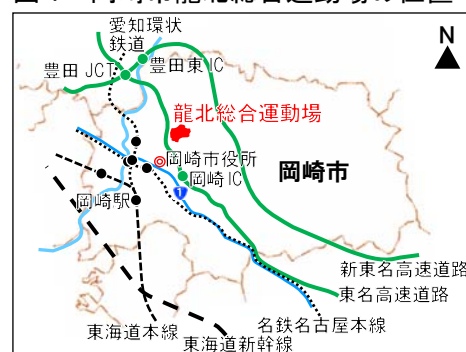 愛知環状
鉄道
N
豊田JCT
豊田東IC
龍北総合運動場
岡崎市役所
岡崎市
岡崎IC
1
岡崎駅
新東名高速道路
東名高速道路
名鉄名古屋本線
東海道本線
東海道新幹線